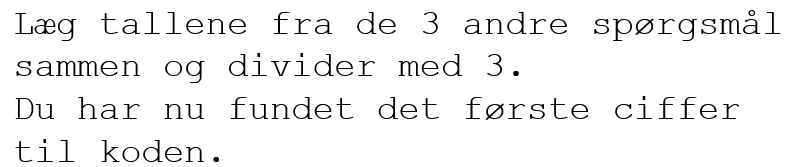 Læg tallene fra de 3 andre spørgsmål
sammen og divider med 3.
Du har nu fundet det første ciffer
til koden.